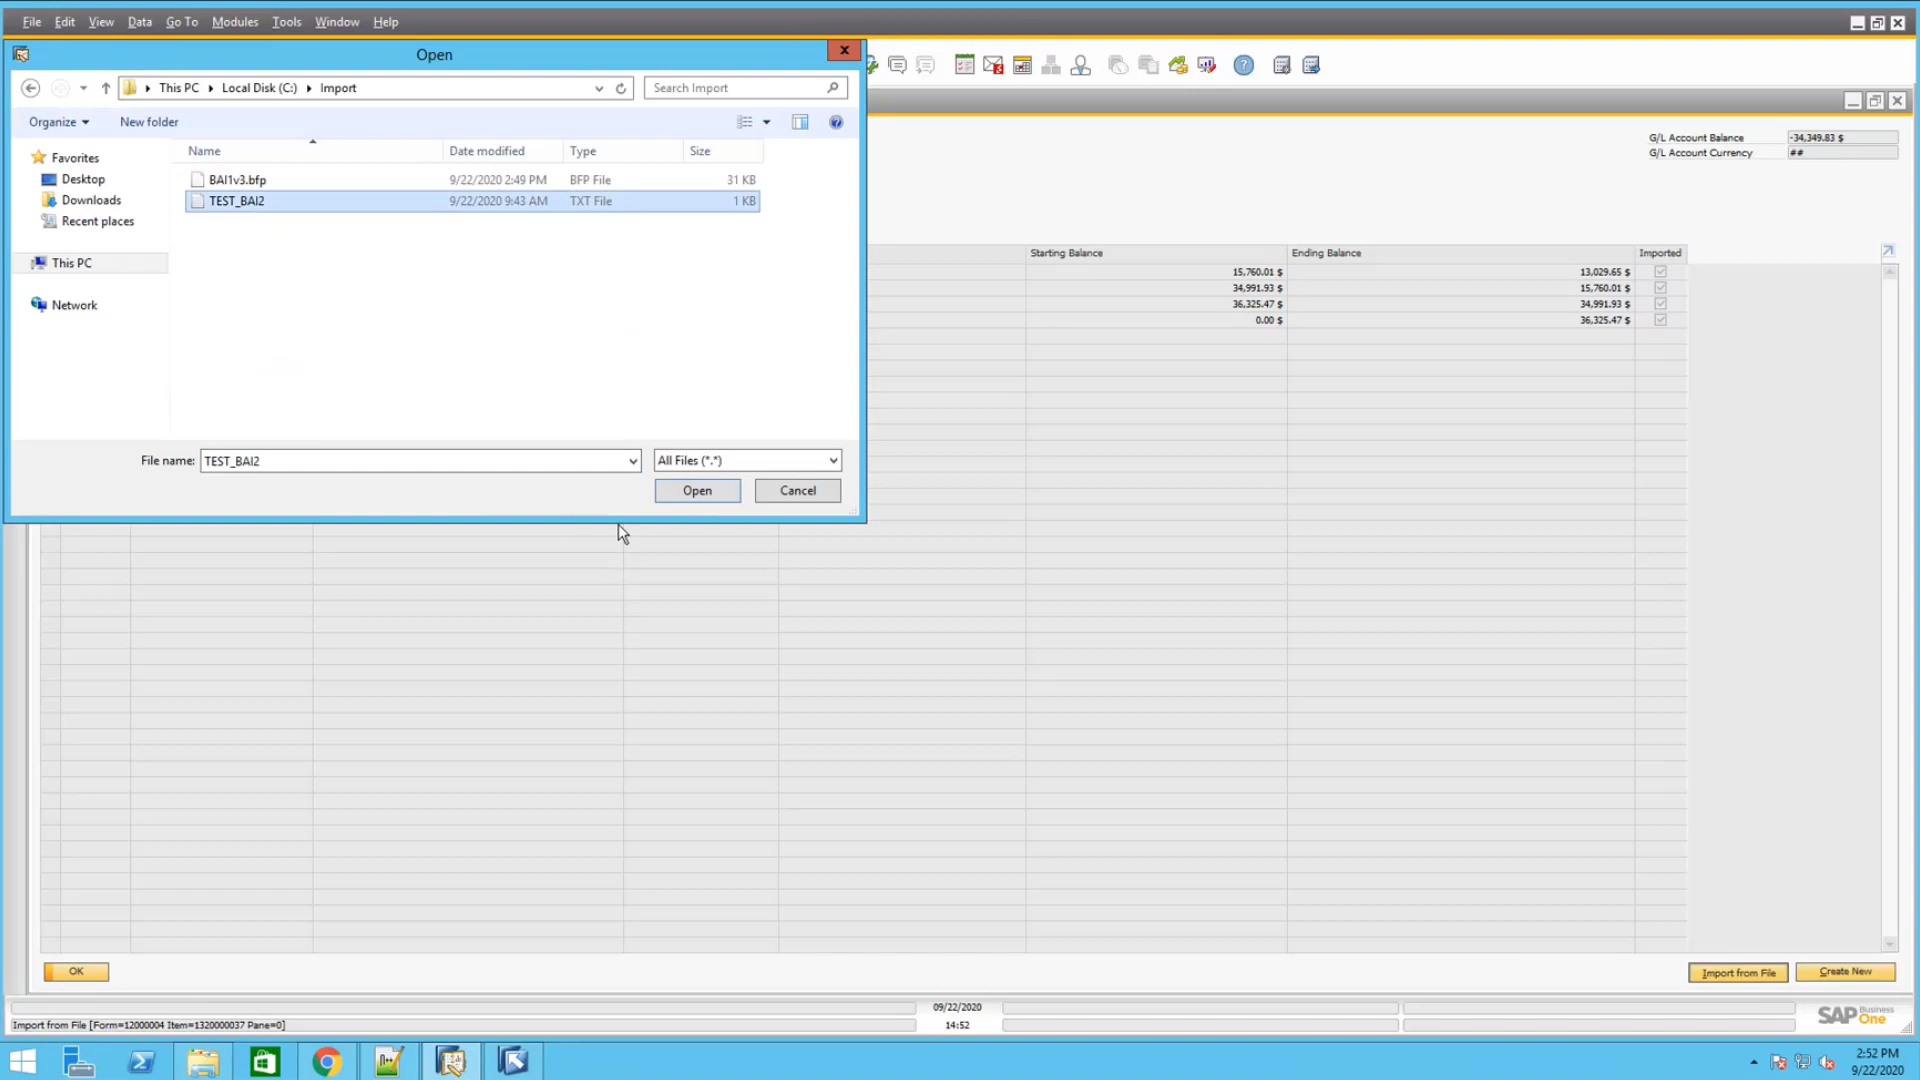 File Edit View Data Go To Modules Tools Window Help
Open
This PC Local Disk (C:) Import
Search Import
Organize New folder
Name Date modified Type Size
Favorites
Desktop
Downloads
Recent places
This PC
Network
BAI1v3.bfp 9/22/2020 2:49 PM BFP File 31 KB
TEST_BAI2 9/22/2020 9:43 AM TXT File 1 KB
File name: TEST_BAI2 All Files (*.*)
Open Cancel
G/L Account Balance -34,349.83 $
G/L Account Currency ##
Starting Balance Ending Balance Imported
15,760.01 $ 13,029.65 $
34,991.93 $ 15,760.01 $
36,325.47 $ 34,991.93 $
0.00 $ 36,325.47 $
OK Import from File Create New
09/22/2020
Import from File [Form=12000004 Item=1320000037 Pane=0] 14:52
SAP Business One
2:52 PM
9/22/2020